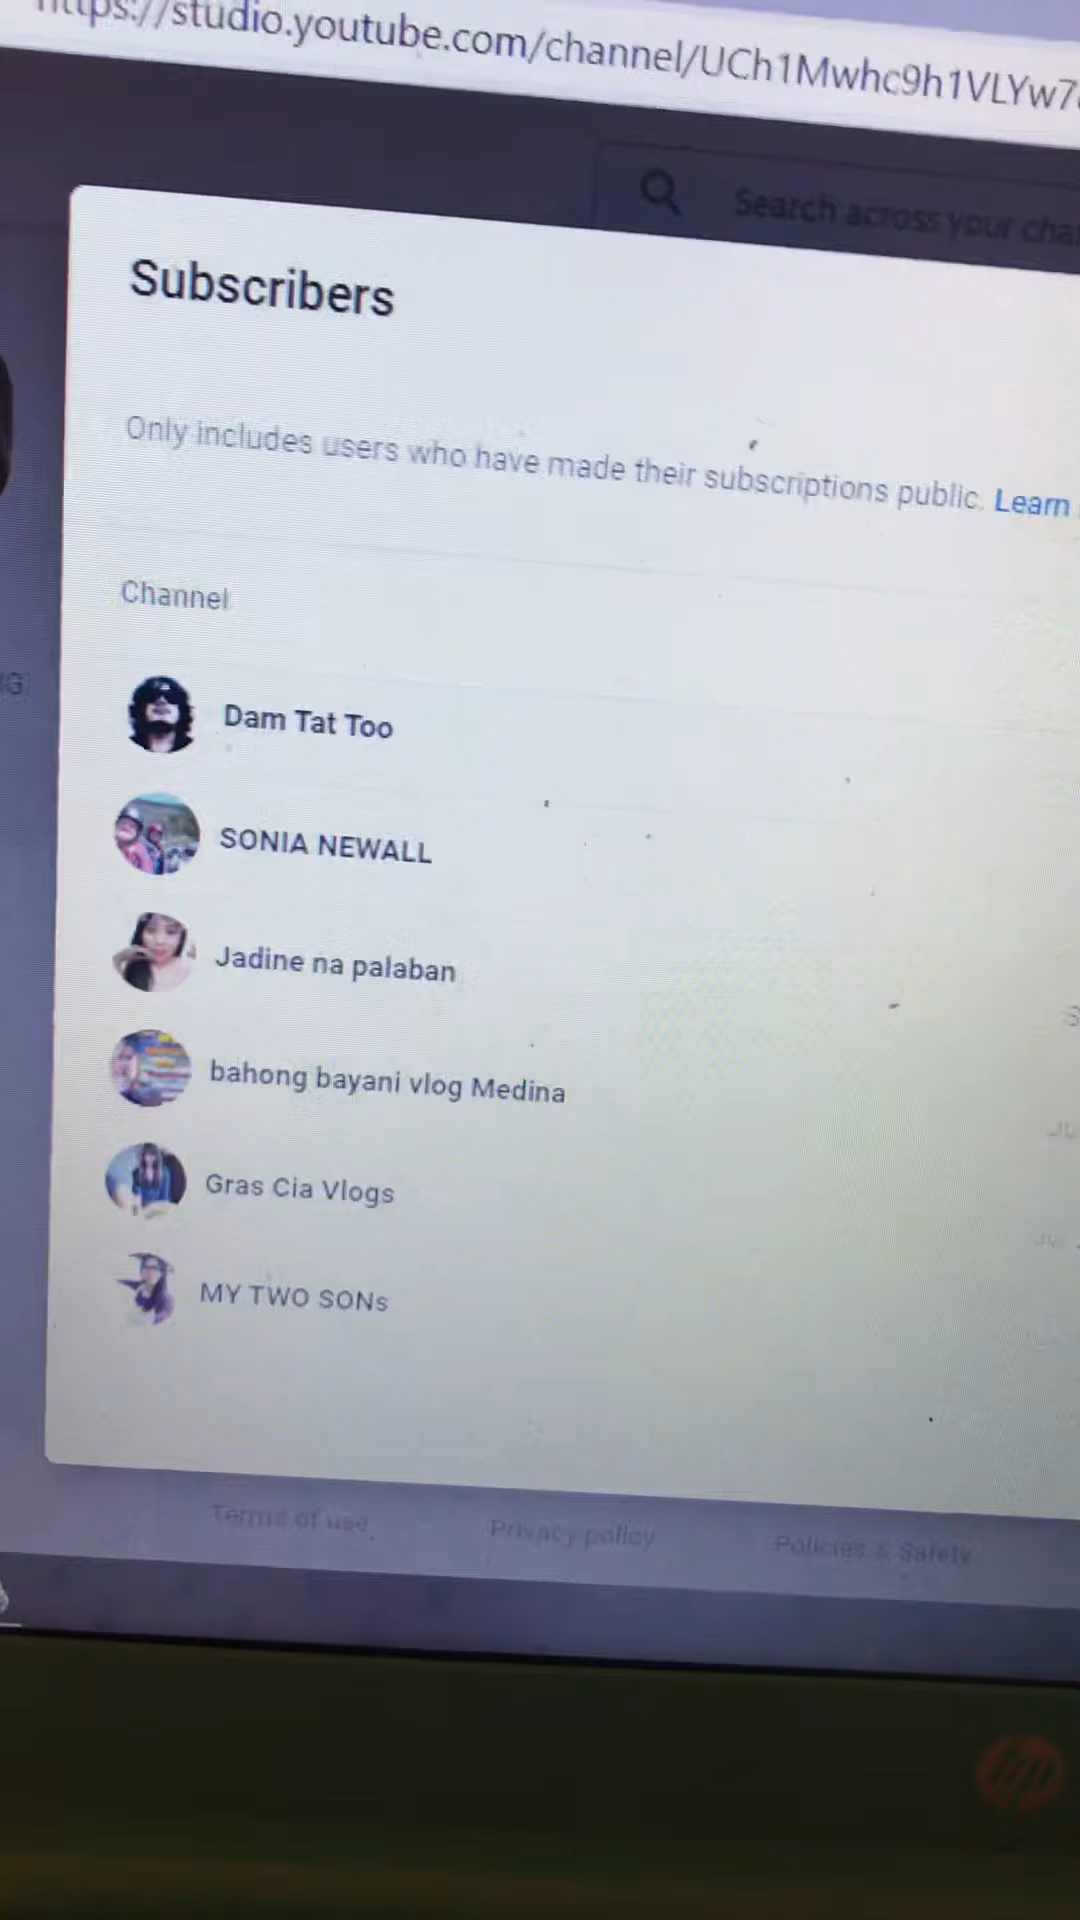 https://studio.youtube.com/channel/UCh1Mwhc9h1VLYw7
Search across your cha
Subscribers
Only includes users who have made their subscriptions public. Learn
Channel
Dam Tat Too
SONIA NEWALL
Jadine na palaban
bahong bayani vlog Medina
Gras Cia Vlogs
MY TWO SONs
Terms of use
Privacy policy
Policies & Safety
hp